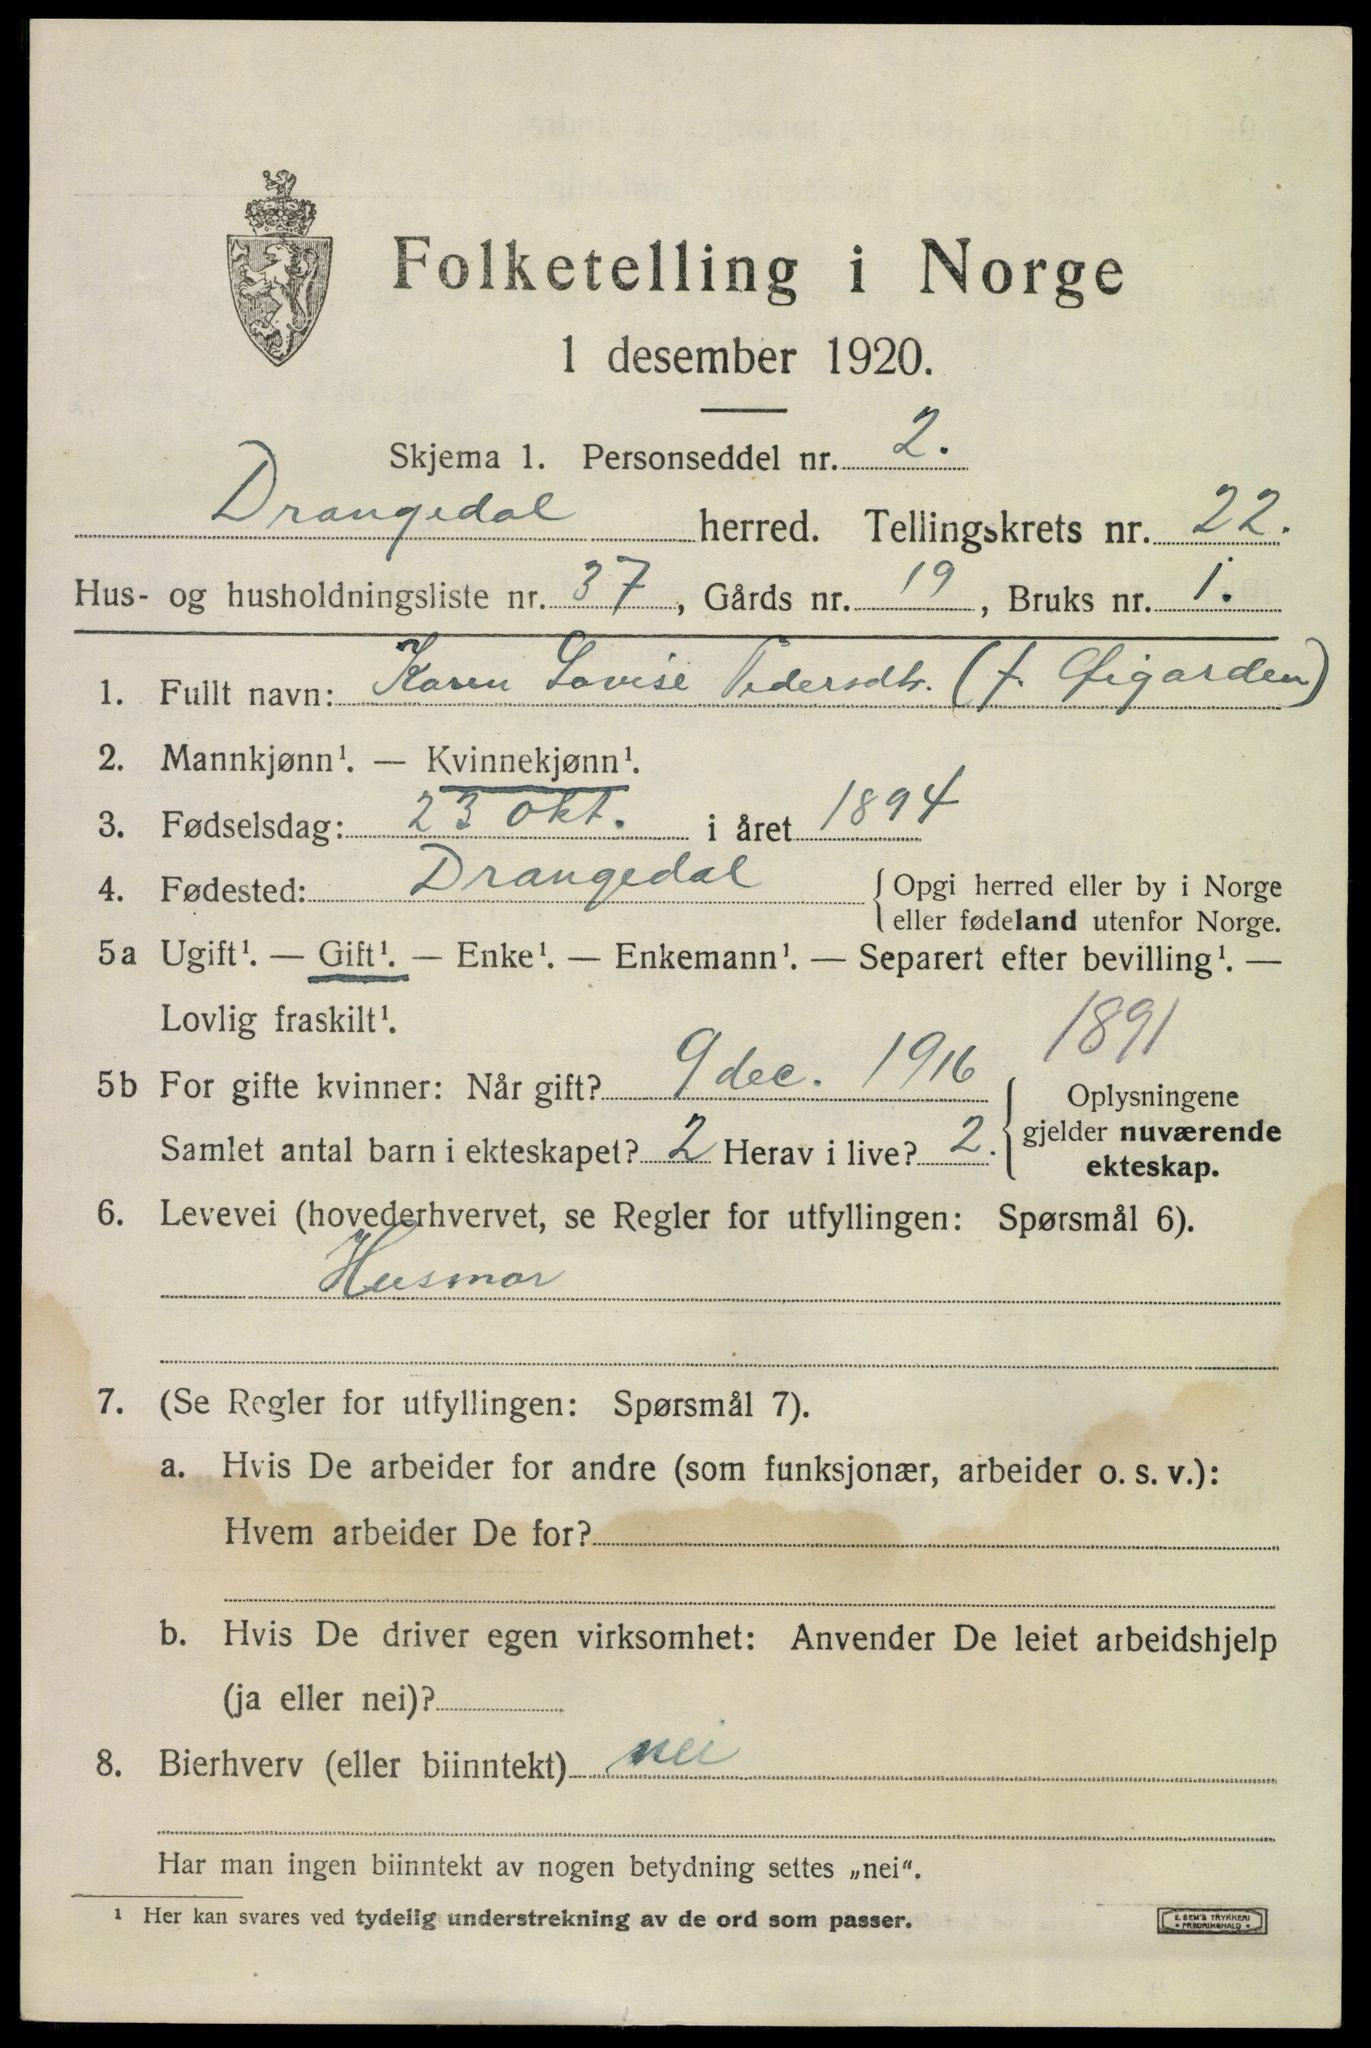 Folketelling i Norge
1 desember 1920.
Skjema 1. Personseddel nr. 2.
Drangedal herred. Tellingskrets nr. 22.
Hus- og husholdningsliste nr. 37, Gårds nr. 19, Bruks nr. 1.
1. Fullt navn: Karen Lovise Pedersdtr. (f. Øigarden)
2. Mannkjønn¹. — Kvinnekjønn¹.
3. Fødselsdag: 23 okt. i året 1894
4. Fødested: Drangedal { Opgi herred eller by i Norge
eller fødeland utenfor Norge.
5a Ugift¹. — Gift¹. — Enke¹. — Enkemann¹. — Separert efter bevilling¹. —
Lovlig fraskilt¹.
1891
5b For gifte kvinner: Når gift? 9 dec. 1916
Samlet antal barn i ekteskapet? 2 Herav i live? 2.
{ Oplysningene
gjelder nuværende
ekteskap.
6. Levevei (hovederhvervet, se Regler for utfyllingen: Spørsmål 6).
Husmor
7. (Se Regler for utfyllingen: Spørsmål 7).
a. Hvis De arbeider for andre (som funksjonær, arbeider o. s. v.):
Hvem arbeider De for?
b. Hvis De driver egen virksomhet: Anvender De leiet arbeidshjelp
(ja eller nei)?
8. Bierhverv (eller biinntekt) nei
Har man ingen biinntekt av nogen betydning settes „nei“.
¹ Her kan svares ved tydelig understrekning av de ord som passer.
E. SEM'S TRYKKERI
• FREDRIKSHALD •